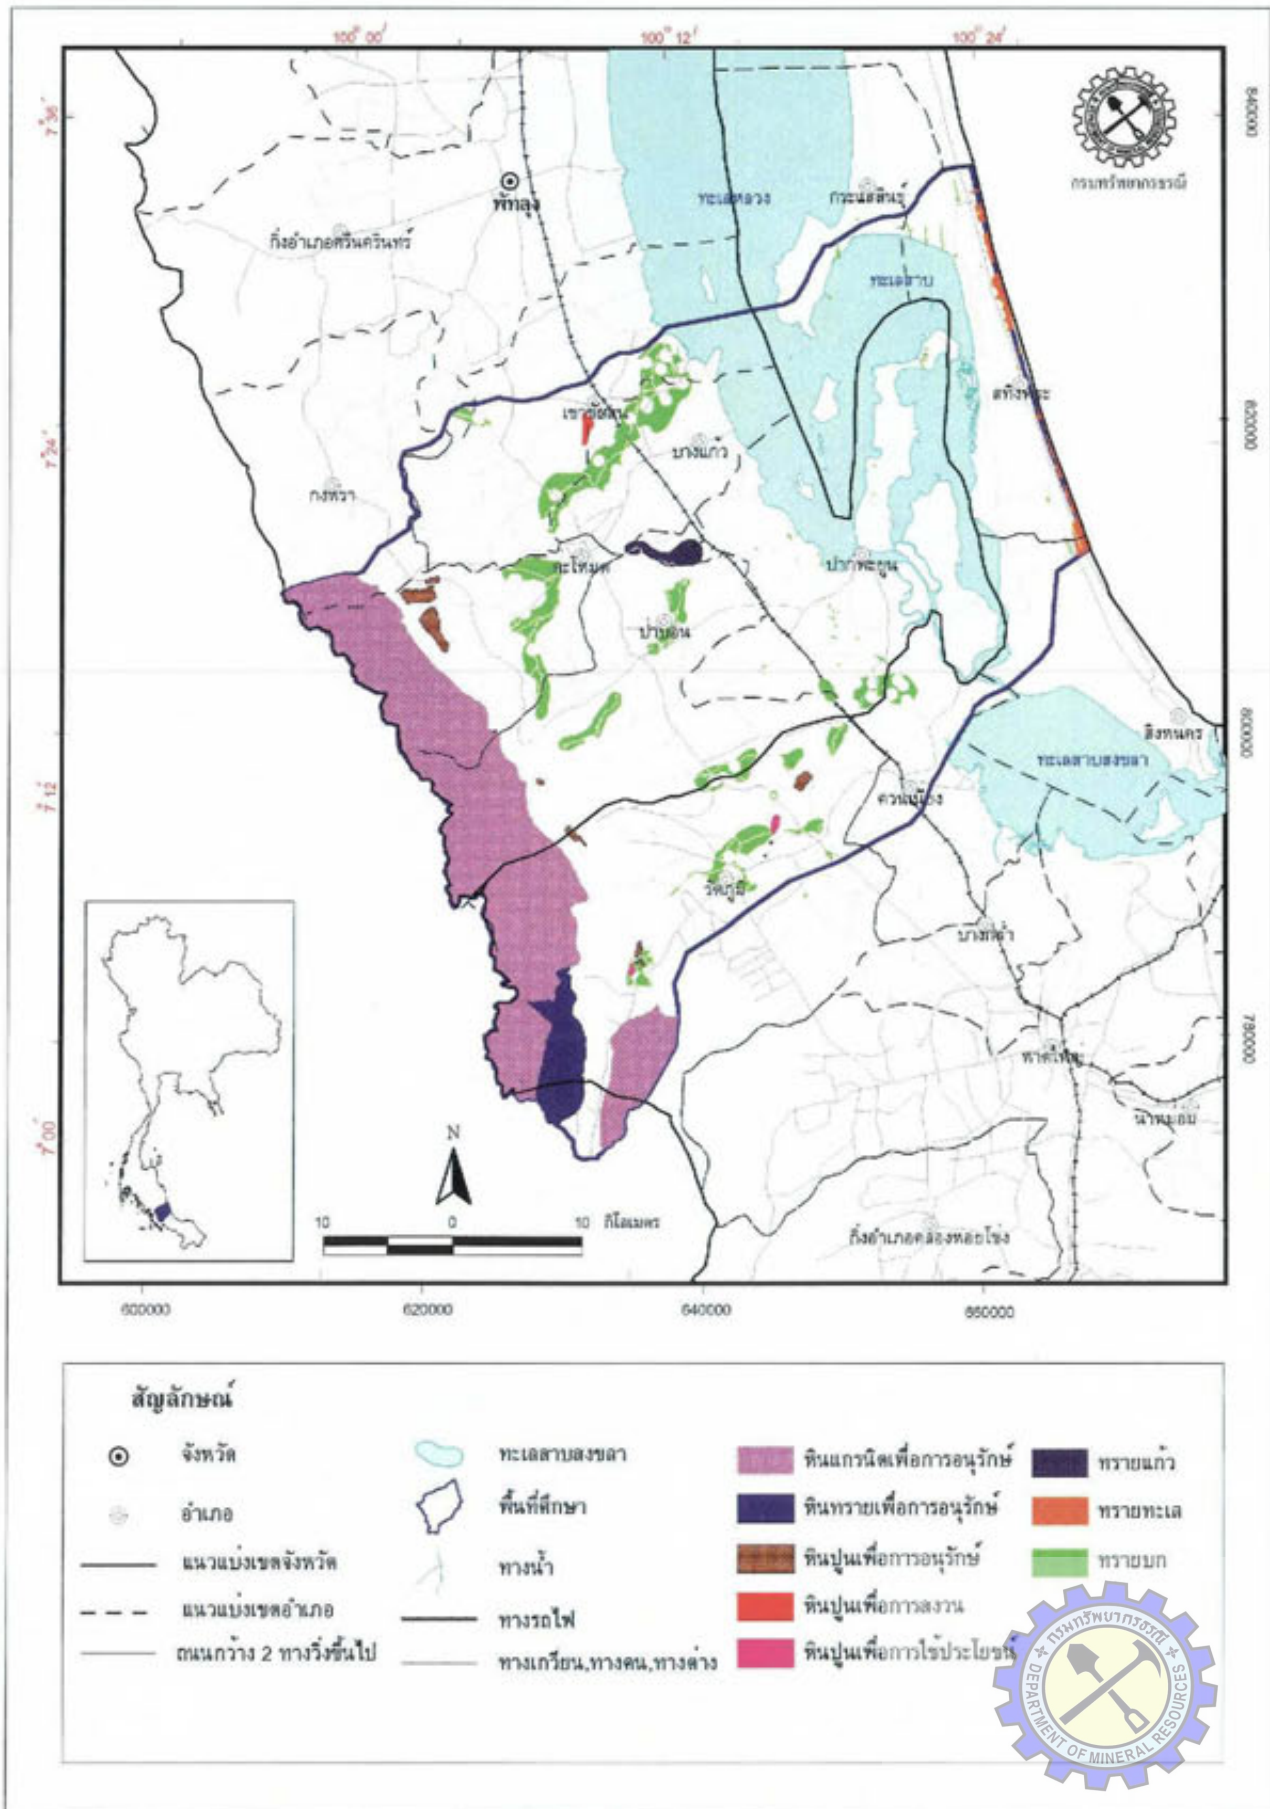 100° 00' 100° 12' 100° 24'
7° 36'
840000
กรมทรัพยากรธรณี
พัทลุง
ทะเลหลวง
กระแสสินธุ์
กิ่งอำเภอศรีนครินทร์
ทะเลสาบ
สทิงพระ
820000
เขาชัยสน
บางแก้ว
7° 24'
กงหรา
ตะโหมด
ปากพะยูน
ป่าบอน
สิงหนคร
800000
ทะเลสาบสงขลา
7° 12'
ควนเนียง
รัตภูมิ
บางกล่ำ
780000
หาดใหญ่
นาหม่อม
7° 00'
N
10 0 10 กิโลเมตร
กิ่งอำเภอคลองหอยโข่ง
600000 620000 640000 660000
สัญลักษณ์
จังหวัด
อำเภอ
แนวแบ่งเขตจังหวัด
แนวแบ่งเขตอำเภอ
ถนนกว้าง 2 ทางวิ่งขึ้นไป
ทะเลสาบสงขลา
พื้นที่ศึกษา
ทางน้ำ
ทางรถไฟ
ทางเกวียน,ทางคน,ทางต่าง
หินแกรนิตเพื่อการอนุรักษ์
หินทรายเพื่อการอนุรักษ์
หินปูนเพื่อการอนุรักษ์
หินปูนเพื่อการสงวน
หินปูนเพื่อการใช้ประโยชน์
ทรายแก้ว
ทรายทะเล
ทรายบก
กรมทรัพยากรธรณี
DEPARTMENT OF MINERAL RESOURCES